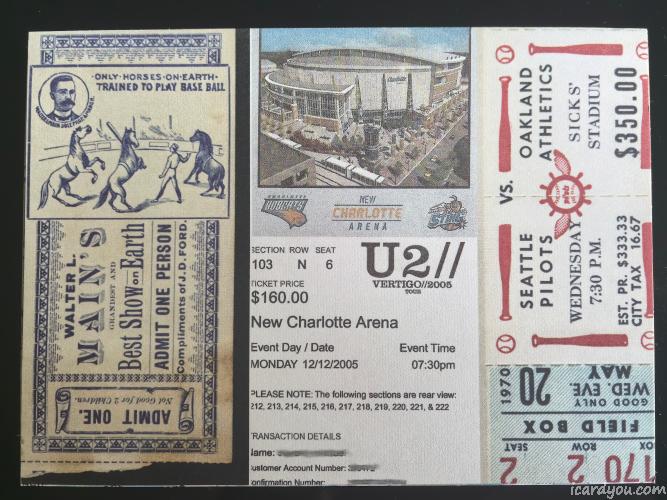 ·ONLY·HORSES·ON·EARTH·
TRAINED TO PLAY BASE BALL
WALTER L.
MAIN'S
GRANDEST AND
Best Show on Earth
ADMIT ONE PERSON
Compliments of J.D. FORD.
Not Good for 2 Children.
ADMIT ONE.
Charlotte
CHARLOTTE
HORNETS
NEW
CHARLOTTE
ARENA
STING
SECTION ROW SEAT
103 N 6
TICKET PRICE
$160.00
U2//
VERTIGO//2005
TOUR
New Charlotte Arena
Event Day / Date Event Time
MONDAY 12/12/2005 07:30pm
PLEASE NOTE: The following sections are rear view:
212, 213, 214, 215, 216, 217, 218, 219, 220, 221, & 222
TRANSACTION DETAILS
Name:
Customer Account Number:
Confirmation Number:
SEATTLE PILOTS VS. OAKLAND ATHLETICS
WEDNESDAY SICKS'
7:30 P.M. STADIUM
EST. PR. $333.33
CITY TAX 16.67
$350.00
1970
MAY 20
WED. EVE.
GOOD ONLY
FIELD BOX
SEAT ROW BOX
2 2 170
icardyou.com